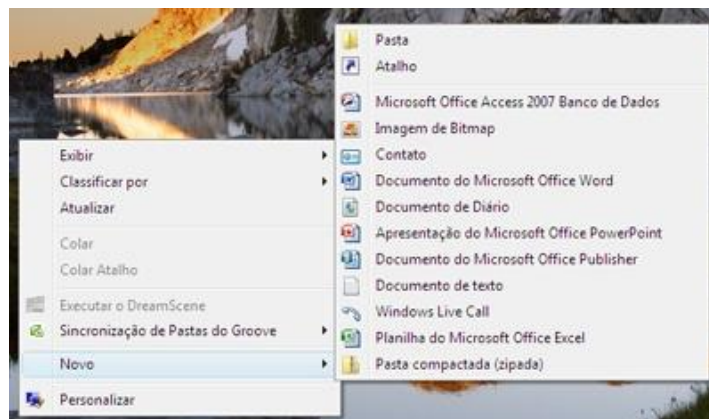 Exibir
Classificar por
Atualizar
Colar
Colar Atalho
Executar o DreamScene
Sincronização de Pastas do Groove
Novo
Personalizar
Pasta
Atalho
Microsoft Office Access 2007 Banco de Dados
Imagem de Bitmap
Contato
Documento do Microsoft Office Word
Documento de Diário
Apresentação do Microsoft Office PowerPoint
Documento do Microsoft Office Publisher
Documento de texto
Windows Live Call
Planilha do Microsoft Office Excel
Pasta compactada (zipada)